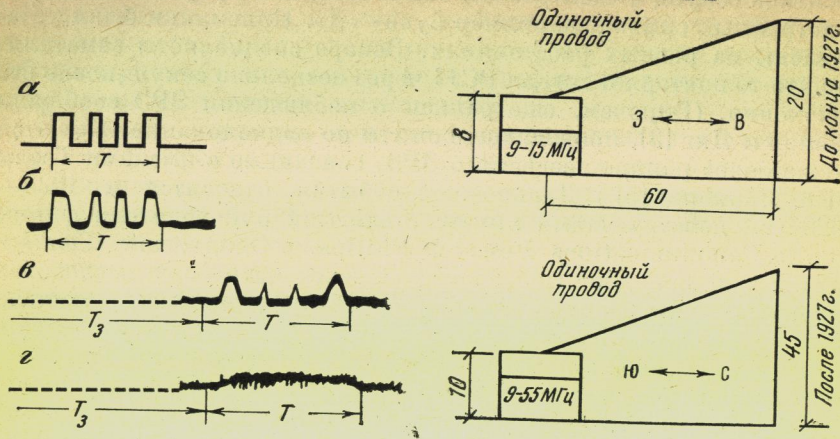 а
T
б
T
в
Tз
T
г
Tз
T
Одиночный
провод
8
9-15 МГц
З
В
20
До конца 1927г.
60
Одиночный
провод
10
9-55 МГц
Ю
С
45
После 1927г.